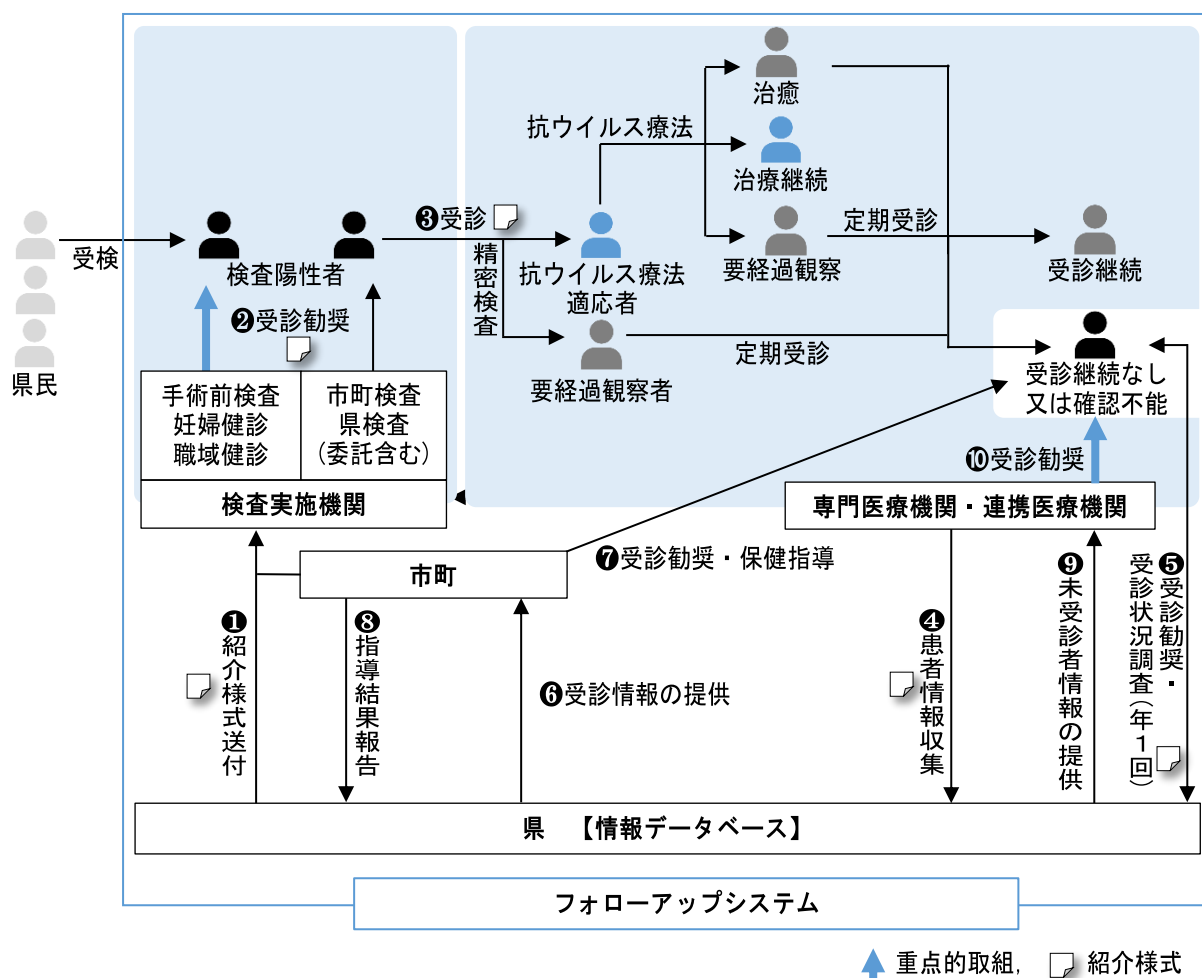 治癒
抗ウイルス療法
治療継続
❸受診
定期受診
受検
検査陽性者
精密検査
抗ウイルス療法
適応者
要経過観察
受診継続
❷受診勧奨
県民
要経過観察者
定期受診
受診継続なし
又は確認不能
手術前検査
妊婦健診
職域健診
市町検査
県検査
(委託含む)
❿受診勧奨
検査実施機関
専門医療機関・連携医療機関
市町
❼受診勧奨・保健指導
❶紹介様式送付
❽指導結果報告
❻受診情報の提供
❹患者情報収集
❾未受診者情報の提供
❺受診勧奨・
受診状況調査(年1回)
県 【情報データベース】
フォローアップシステム
重点的取組, 紹介様式